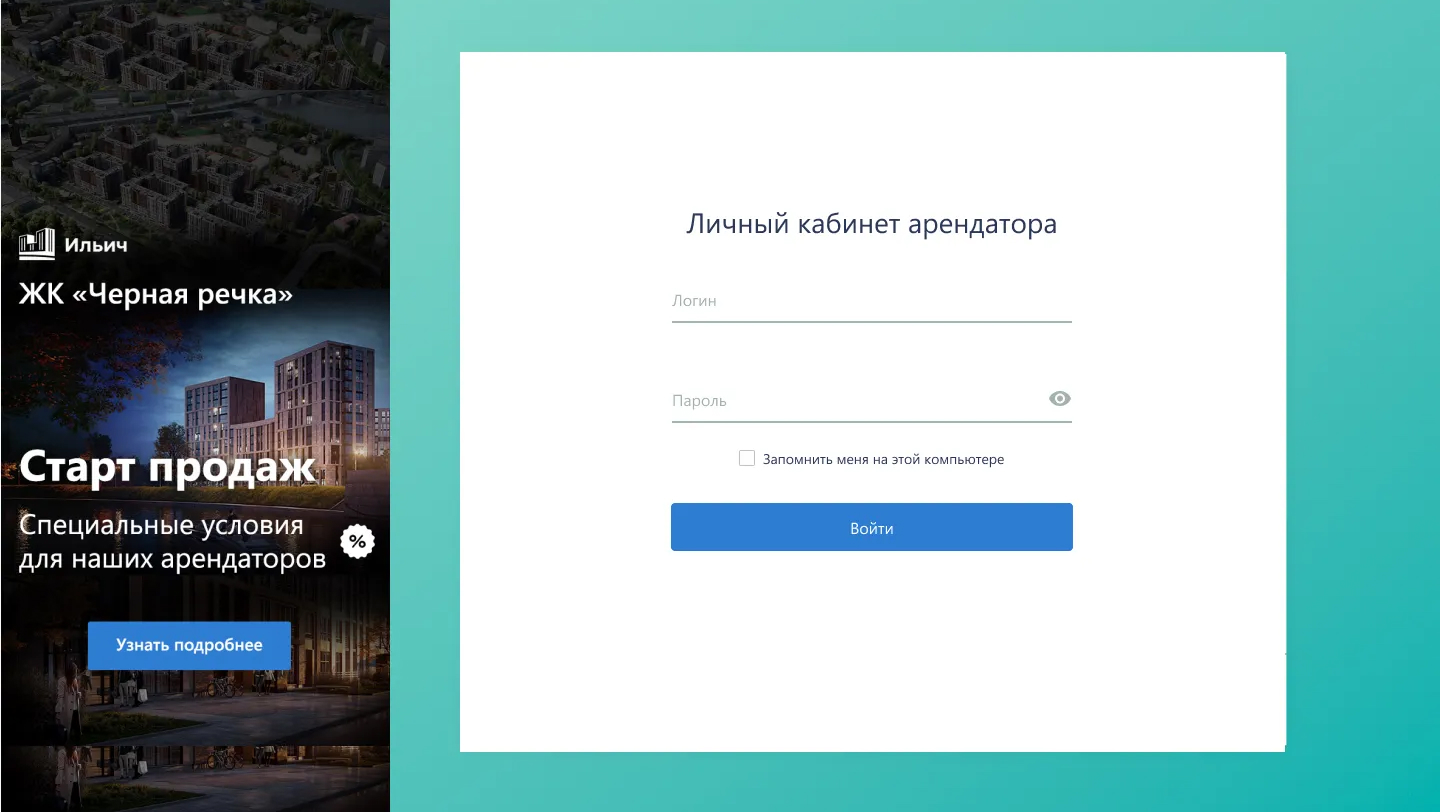 Ильич
ЖК «Черная речка»
Старт продаж
Специальные условия
для наших арендаторов
%
Узнать подробнее
Личный кабинет арендатора
Логин
Пароль
Запомнить меня на этой компьютере
Войти